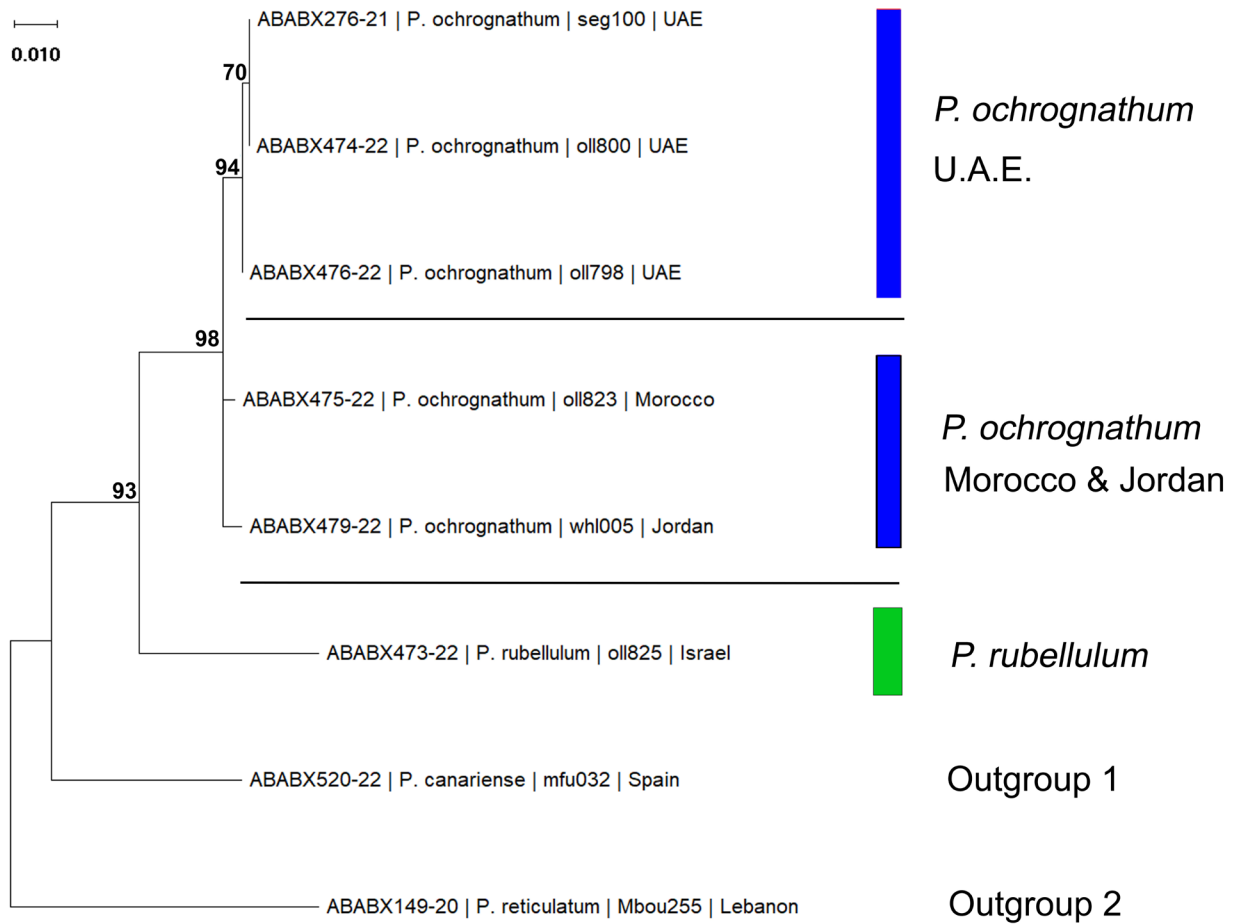 0.010
ABABX276-21 | P. ochrognathum | seg100 | UAE
70
ABABX474-22 | P. ochrognathum | oll800 | UAE
94
ABABX476-22 | P. ochrognathum | oll798 | UAE
P. ochrognathum
U.A.E.
98
ABABX475-22 | P. ochrognathum | oll823 | Morocco
ABABX479-22 | P. ochrognathum | whl005 | Jordan
P. ochrognathum
Morocco & Jordan
93
ABABX473-22 | P. rubellulum | oll825 | Israel
P. rubellulum
ABABX520-22 | P. canariense | mfu032 | Spain
Outgroup 1
ABABX149-20 | P. reticulatum | Mbou255 | Lebanon
Outgroup 2